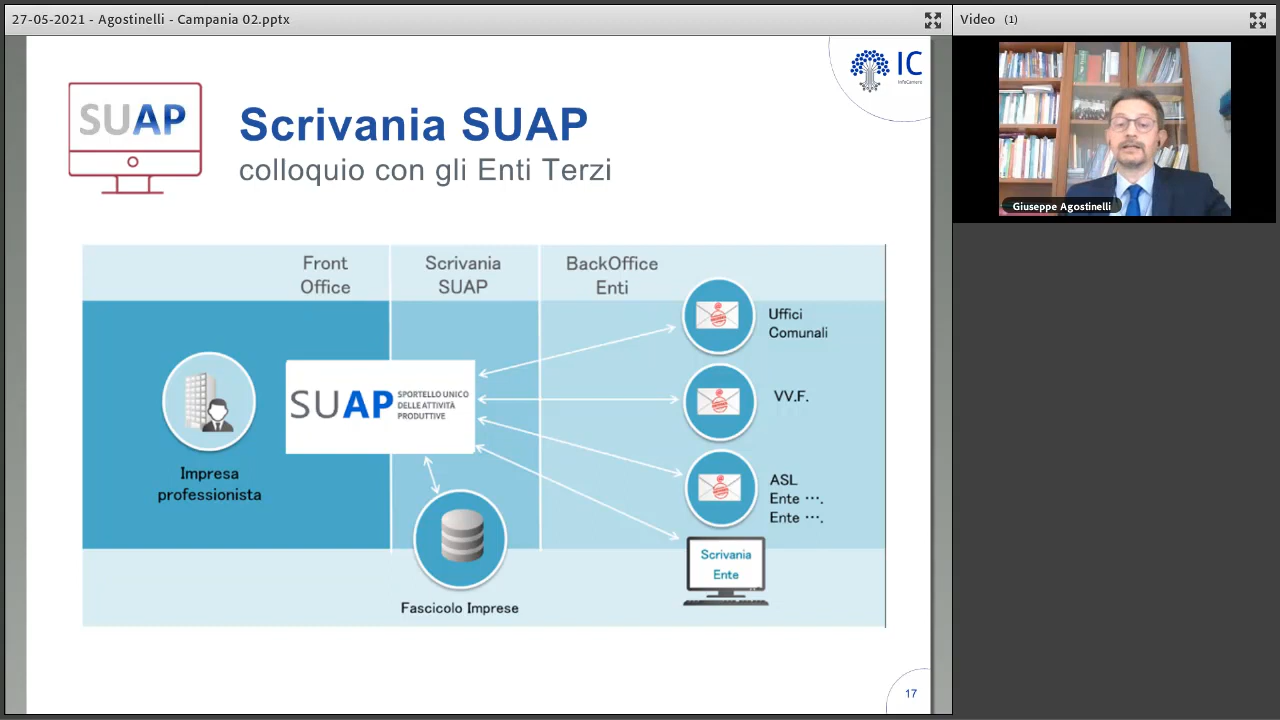 27-05-2021 - Agostinelli - Campania 02.pptx
Video (1)
IC
InfoCamere
SUAP
Scrivania SUAP
colloquio con gli Enti Terzi
Giuseppe Agostinelli
Front
Office
Scrivania
SUAP
BackOffice
Enti
Uffici
Comunali
SUAP SPORTELLO UNICO
DELLE ATTIVITÀ
PRODUTTIVE
VV.F.
Impresa
professionista
ASL
Ente ….
Ente ….
Scrivania
Ente
Fascicolo Imprese
17